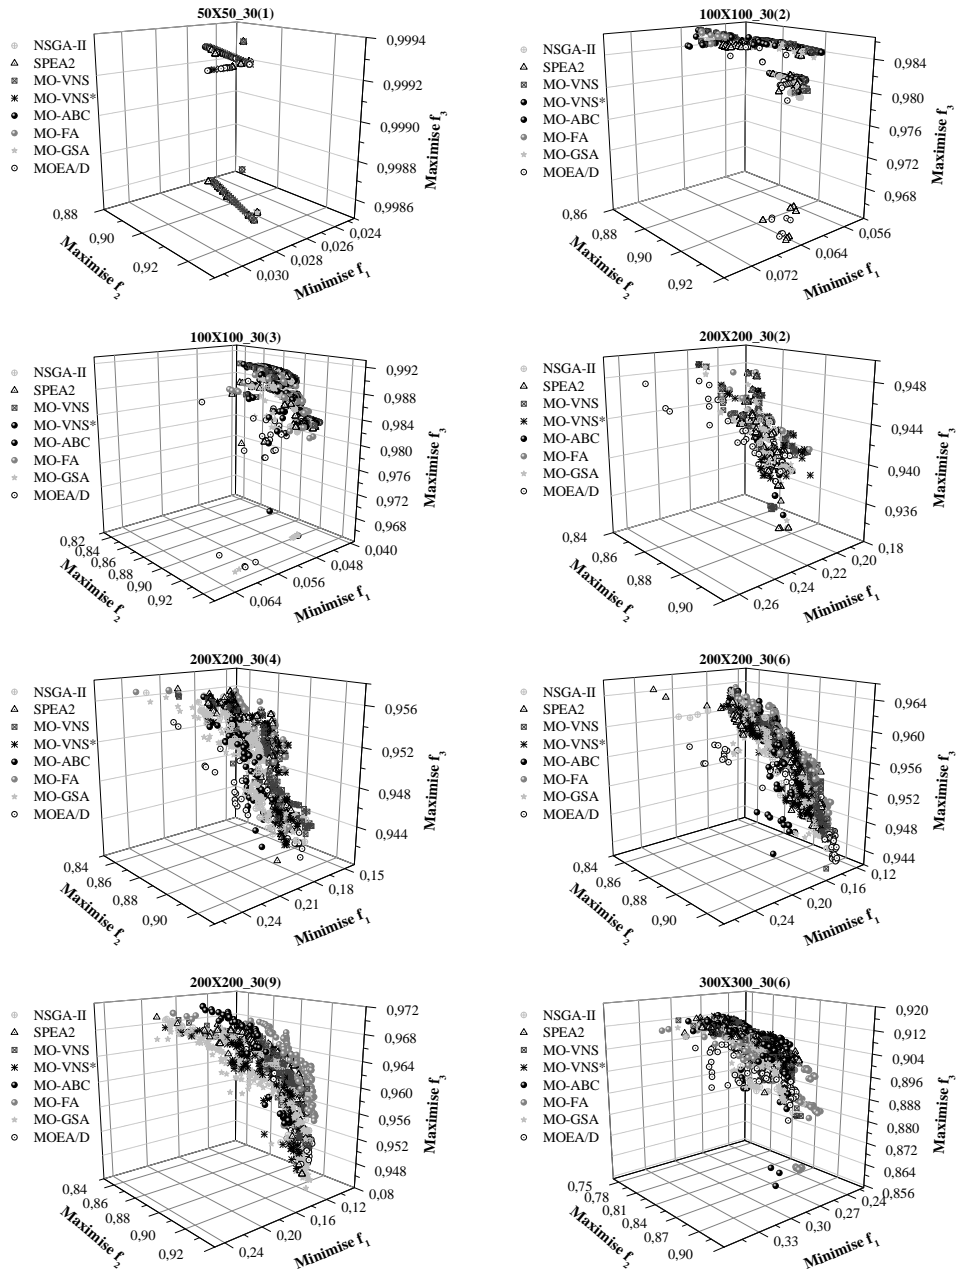 50X50_30(1)
NSGA-II
SPEA2
MO-VNS
MO-VNS*
MO-ABC
MO-FA
MO-GSA
MOEA/D
0,9994
0,9992
0,9990
0,9988
0,9986
Maximise f3
0,88
0,90
0,92
Maximise f2
0,030
0,028
0,026
0,024
Minimise f1
100X100_30(2)
NSGA-II
SPEA2
MO-VNS
MO-VNS*
MO-ABC
MO-FA
MO-GSA
MOEA/D
0,984
0,980
0,976
0,972
0,968
Maximise f3
0,86
0,88
0,90
0,92
Maximise f2
0,072
0,064
0,056
Minimise f1
100X100_30(3)
NSGA-II
SPEA2
MO-VNS
MO-VNS*
MO-ABC
MO-FA
MO-GSA
MOEA/D
0,992
0,988
0,984
0,980
0,976
0,972
0,968
Maximise f3
0,82
0,84
0,86
0,88
0,90
0,92
Maximise f2
0,064
0,056
0,048
0,040
Minimise f1
200X200_30(2)
NSGA-II
SPEA2
MO-VNS
MO-VNS*
MO-ABC
MO-FA
MO-GSA
MOEA/D
0,948
0,944
0,940
0,936
Maximise f3
0,84
0,86
0,88
0,90
Maximise f2
0,26
0,24
0,22
0,20
0,18
Minimise f1
200X200_30(4)
NSGA-II
SPEA2
MO-VNS
MO-VNS*
MO-ABC
MO-FA
MO-GSA
MOEA/D
0,956
0,952
0,948
0,944
Maximise f3
0,84
0,86
0,88
0,90
Maximise f2
0,24
0,21
0,18
0,15
Minimise f1
200X200_30(6)
NSGA-II
SPEA2
MO-VNS
MO-VNS*
MO-ABC
MO-FA
MO-GSA
MOEA/D
0,964
0,960
0,956
0,952
0,948
0,944
Maximise f3
0,84
0,86
0,88
0,90
Maximise f2
0,24
0,20
0,16
0,12
Minimise f1
200X200_30(9)
NSGA-II
SPEA2
MO-VNS
MO-VNS*
MO-ABC
MO-FA
MO-GSA
MOEA/D
0,972
0,968
0,964
0,960
0,956
0,952
0,948
Maximise f3
0,84
0,86
0,88
0,90
0,92
Maximise f2
0,24
0,20
0,16
0,12
0,08
Minimise f1
300X300_30(6)
NSGA-II
SPEA2
MO-VNS
MO-VNS*
MO-ABC
MO-FA
MO-GSA
MOEA/D
0,920
0,912
0,904
0,896
0,888
0,880
0,872
0,864
0,856
Maximise f3
0,75
0,78
0,81
0,84
0,87
0,90
Maximise f2
0,33
0,30
0,27
0,24
Minimise f1